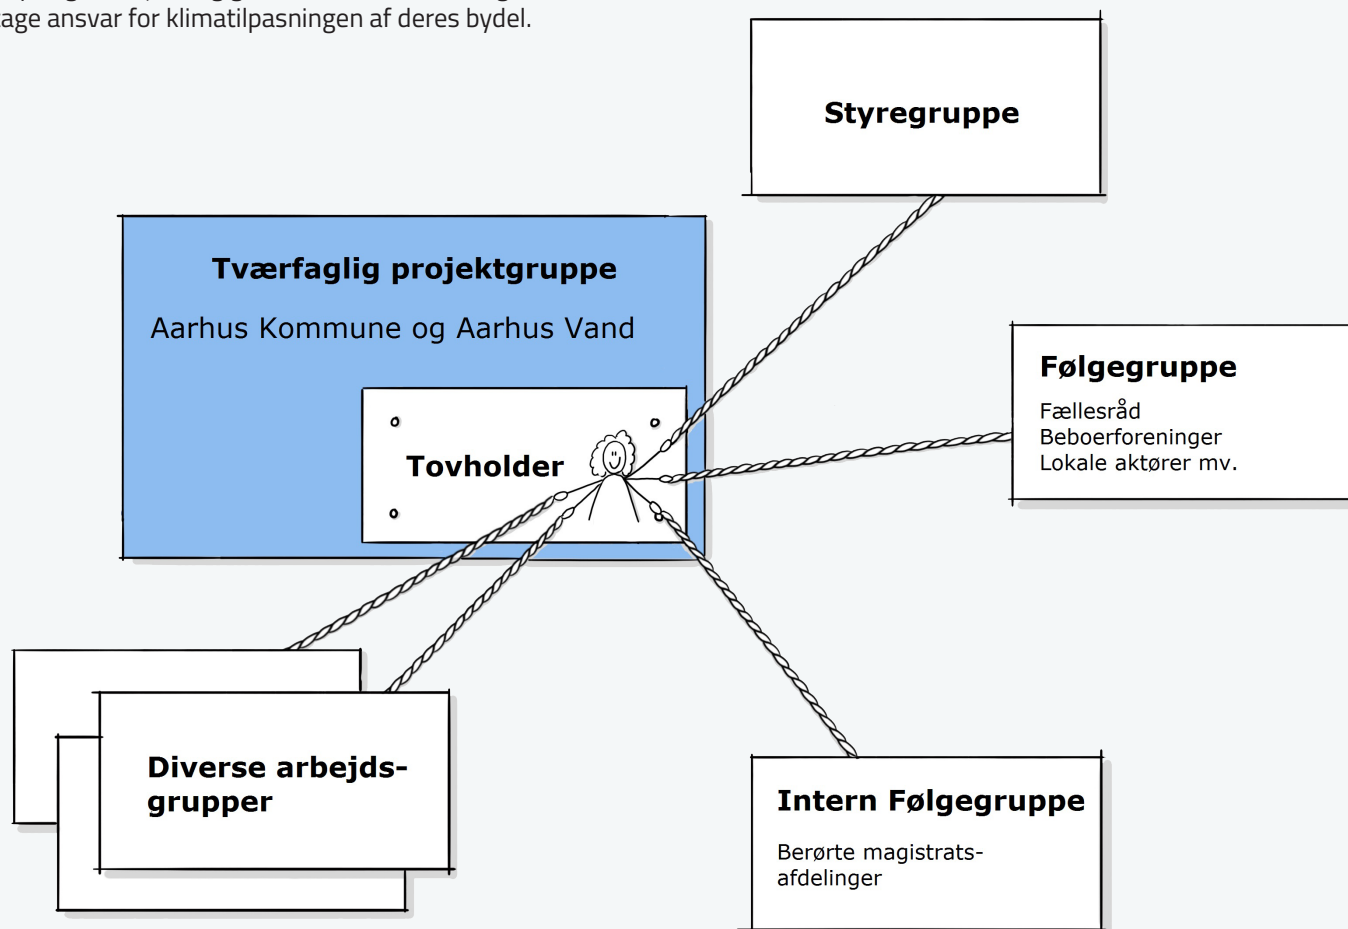 tage ansvar for klimatilpasningen af deres bydel.
Styregruppe
Tværfaglig projektgruppe
Aarhus Kommune og Aarhus Vand
Tovholder
Følgegruppe
Fællesråd
Beboerforeninger
Lokale aktører mv.
Diverse arbejds-
grupper
Intern Følgegruppe
Berørte magistrats-
afdelinger